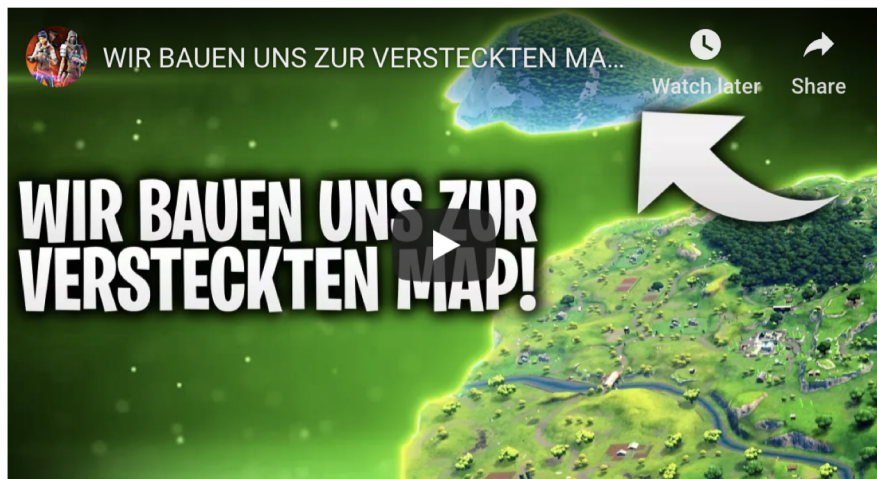 WIR BAUEN UNS ZUR VERSTECKTEN MA...
Watch later
Share
WIR BAUEN UNS ZUR
VERSTECKTEN MAP!